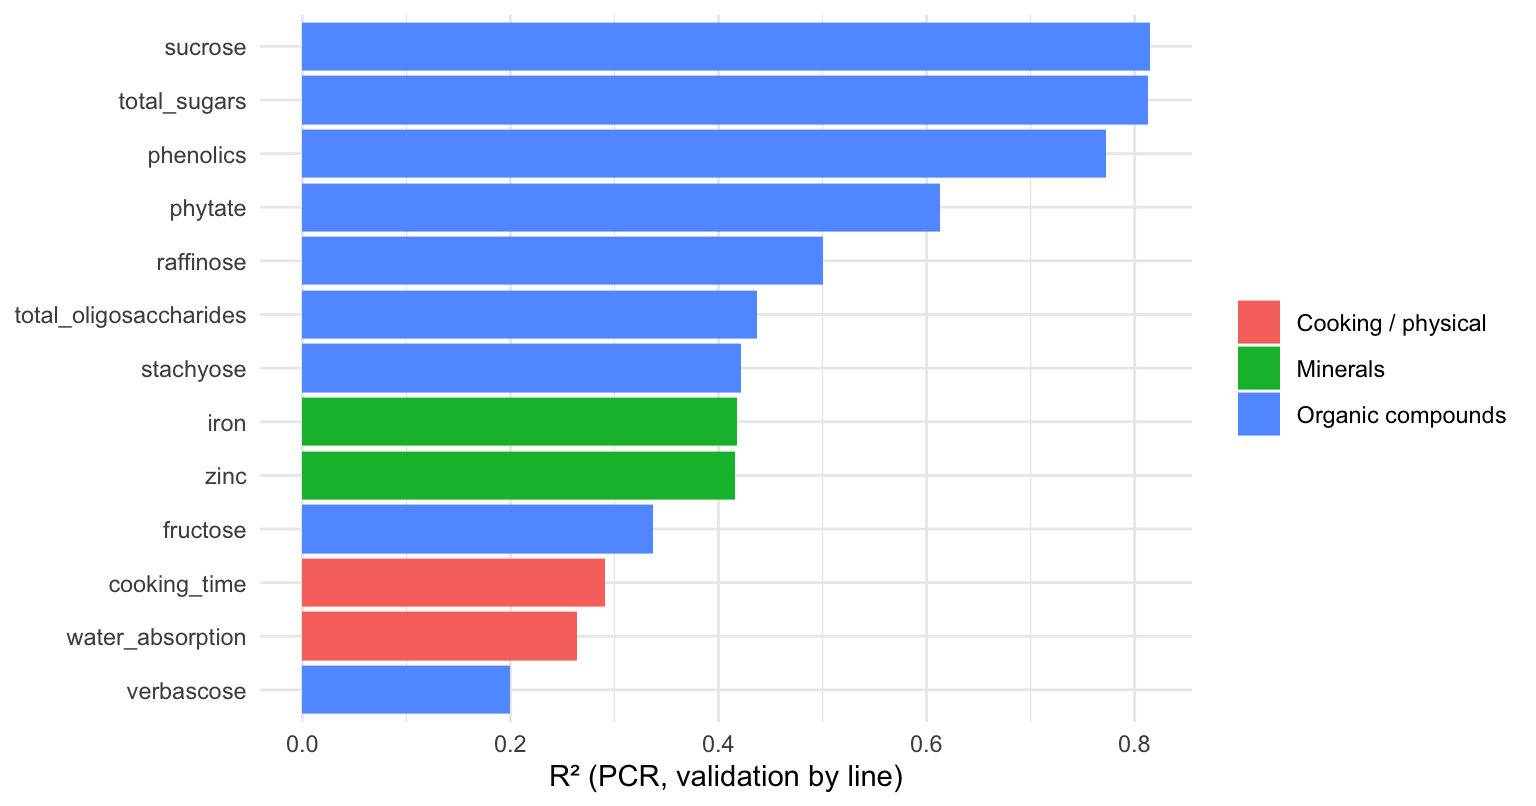 sucrose
total_sugars
phenolics
phytate
raffinose
total_oligosaccharides
stachyose
iron
zinc
fructose
cooking_time
water_absorption
verbascose
0.0 0.2 0.4 0.6 0.8
R² (PCR, validation by line)
Cooking / physical
Minerals
Organic compounds